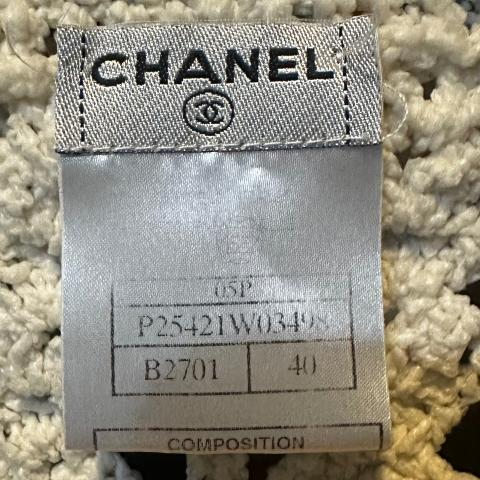 CHANEL
05P
P25421W03498
B2701 40
COMPOSITION